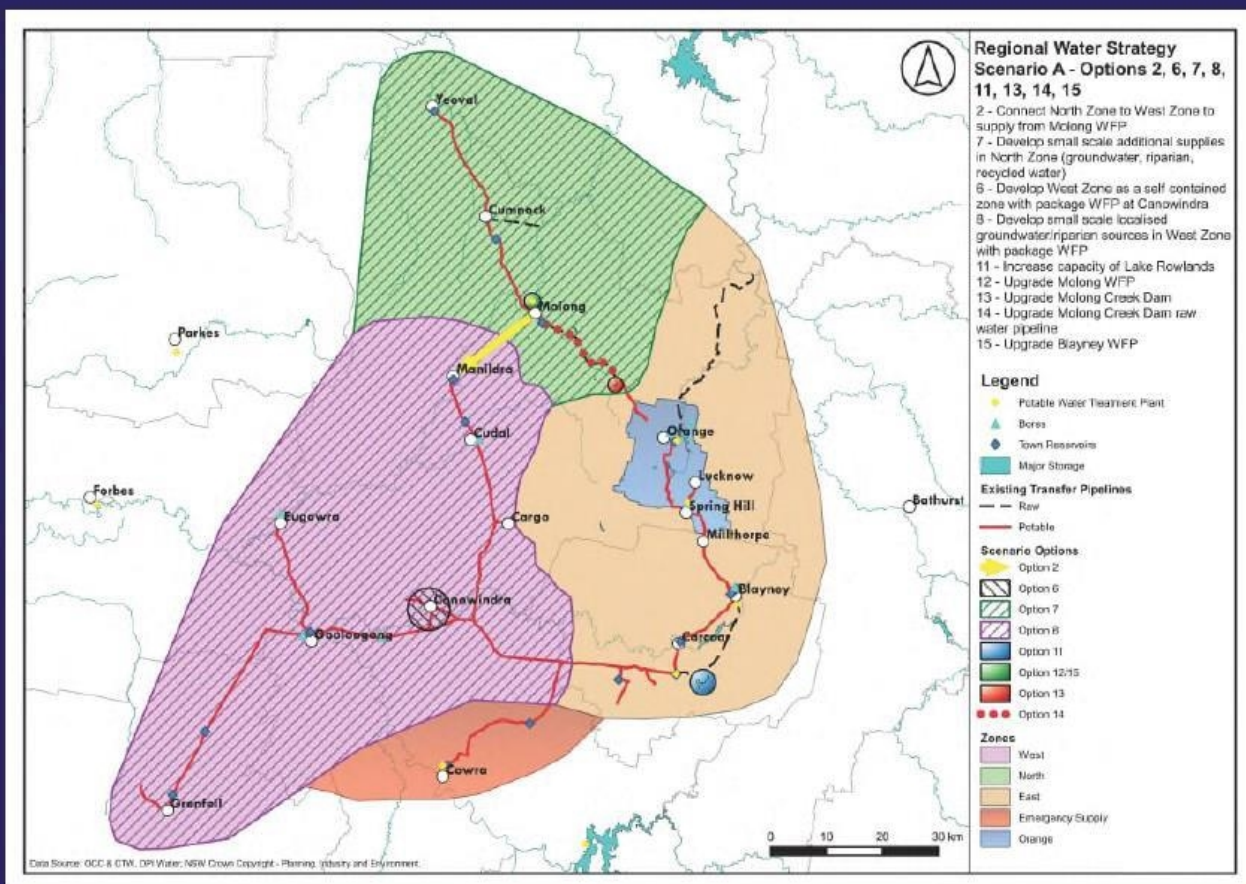 Regional Water Strategy
Scenario A - Options 2, 6, 7, 8,
11, 13, 14, 15
2 - Connect North Zone to West Zone to
supply from Molong WFP
7 - Develop small scale additional supplies
in North Zone (groundwater, riparian,
recycled water)
6 - Develop West Zone as a self contained
zone with package WFP at Canowindra
8 - Develop small scale localised
groundwater/riparian sources in West Zone
with package WFP
11 - Increase capacity of Lake Rowlands
12 - Upgrade Molong WFP
13 - Upgrade Molong Creek Dam
14 - Upgrade Molong Creek Dam raw
water pipeline
15 - Upgrade Blayney WFP
Legend
Potable Water Treatment Plant
Bores
Town Reservoirs
Major Storage
Existing Transfer Pipelines
Raw
Potable
Scenario Options
Option 2
Option 6
Option 7
Option 8
Option 11
Option 12/15
Option 13
Option 14
Zones
West
North
East
Emergency Supply
Orange
Yeoval
Cumnock
Molong
Parkes
Manildra
Cudal
Orange
Lucknow
Forbes
Bathurst
Eugowra
Cargo
Spring Hill
Millthorpe
Canowindra
Blayney
Gooloogong
Carcoar
Cowra
Grenfell
0 10 20 30 km
Data Source: OCC & CTW, DPI Water, NSW Crown Copyright - Planning, Industry and Environment